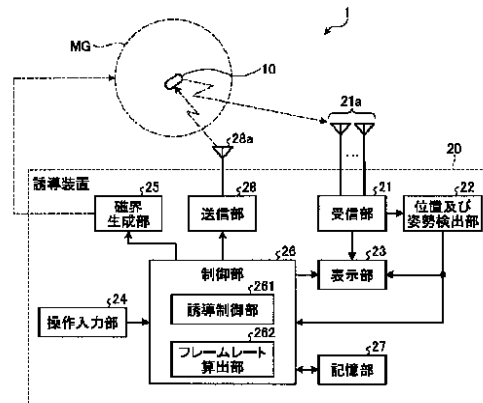 1
MG
10
21a
28a
20
誘導装置
25
磁界
生成部
28
送信部
21
受信部
22
位置及び
姿勢検出部
26
制御部
23
表示部
24
操作入力部
261
誘導制御部
262
フレームレート
算出部
27
記憶部